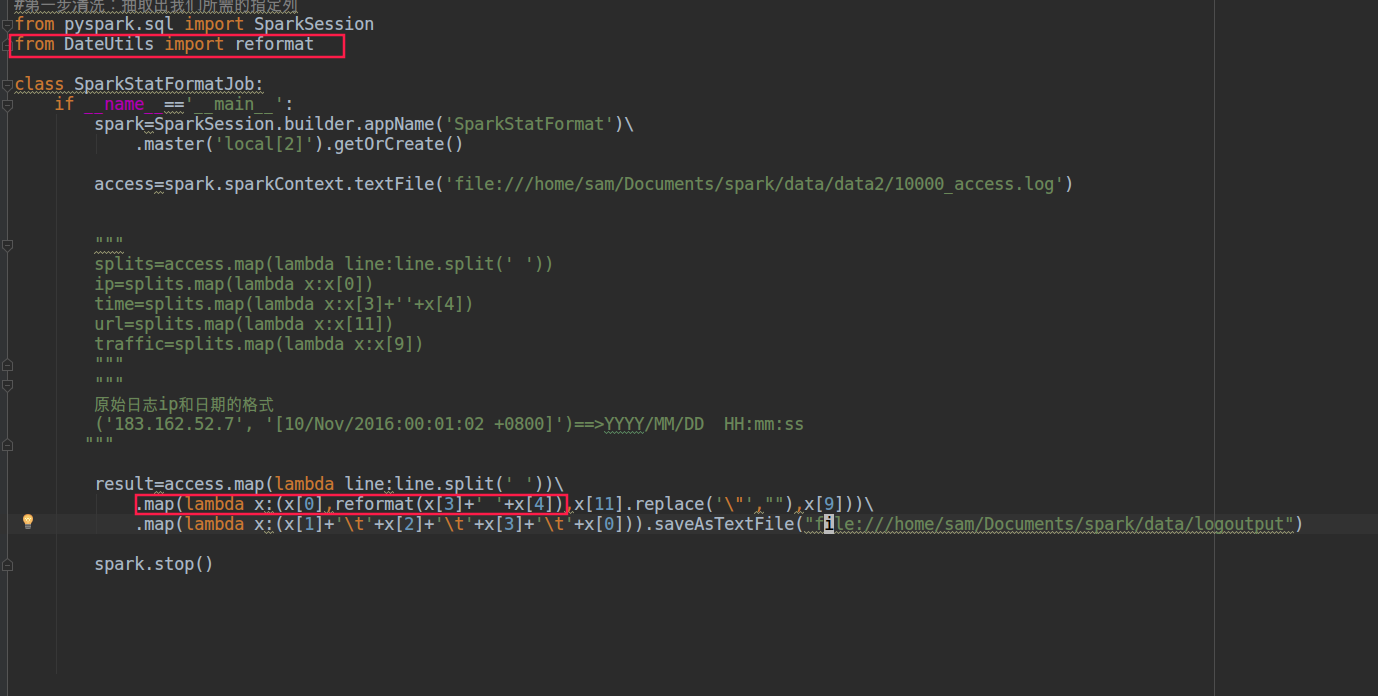 #第一步清洗：抽取出我们所需的指定列
from pyspark.sql import SparkSession
from DateUtils import reformat
class SparkStatFormatJob:
if __name__=='__main__':
spark=SparkSession.builder.appName('SparkStatFormat')\
.master('local[2]').getOrCreate()
access=spark.sparkContext.textFile('file:///home/sam/Documents/spark/data/data2/10000_access.log')
"""
splits=access.map(lambda line:line.split(' '))
ip=splits.map(lambda x:x[0])
time=splits.map(lambda x:x[3]+''+x[4])
url=splits.map(lambda x:x[11])
traffic=splits.map(lambda x:x[9])
"""
"""
原始日志ip和日期的格式
('183.162.52.7', '[10/Nov/2016:00:01:02 +0800]')==>YYYY/MM/DD  HH:mm:ss
"""
result=access.map(lambda line:line.split(' '))\
.map(lambda x:(x[0],reformat(x[3]+' '+x[4]),x[11].replace('\"',""),x[9]))\
.map(lambda x:(x[1]+'\t'+x[2]+'\t'+x[3]+'\t'+x[0])).saveAsTextFile("file:///home/sam/Documents/spark/data/logoutput")
spark.stop()